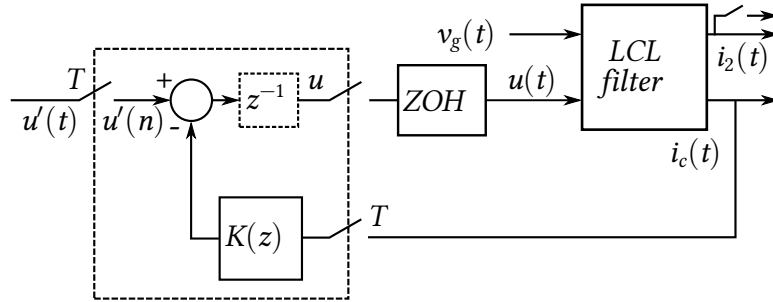 v_g(t)
LCL
filter
i_2(t)
T
+
z^{-1}
u
ZOH
u(t)
u'(t)
u'(n)
-
i_c(t)
T
K(z)